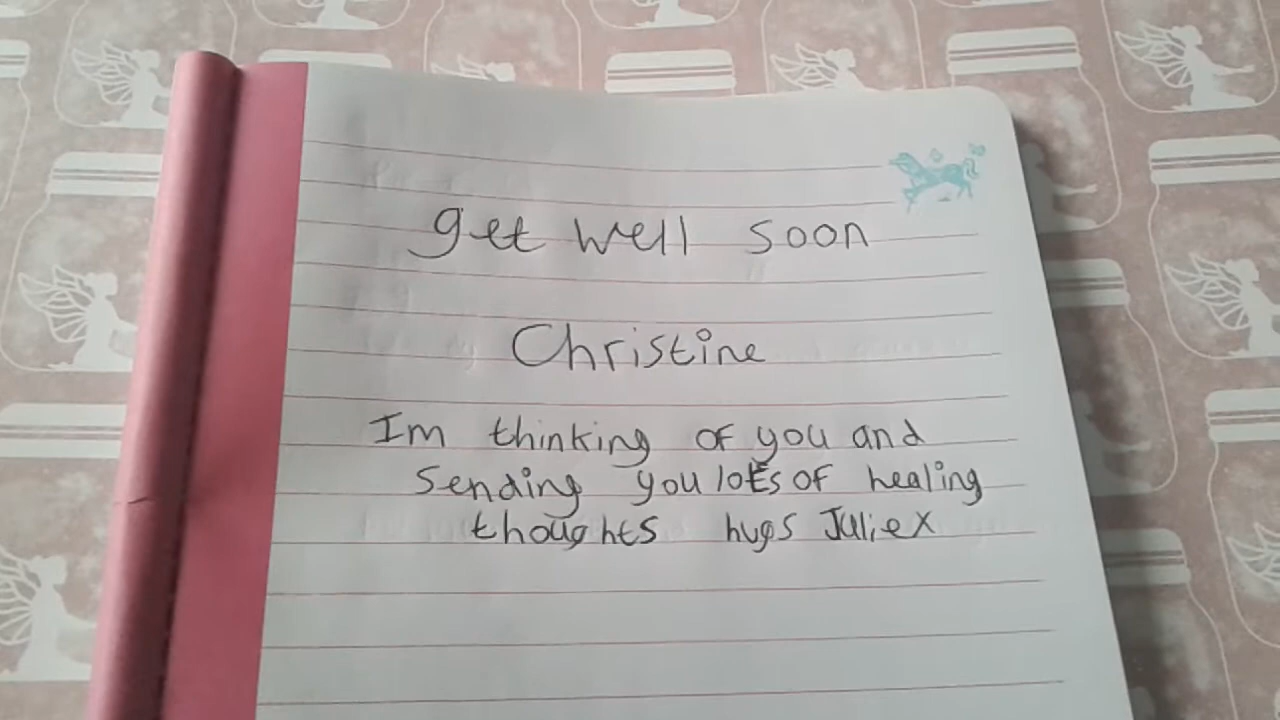 get well soon
Christine
Im thinking of you and
sending you lots of healing
thoughts hugs Julie x